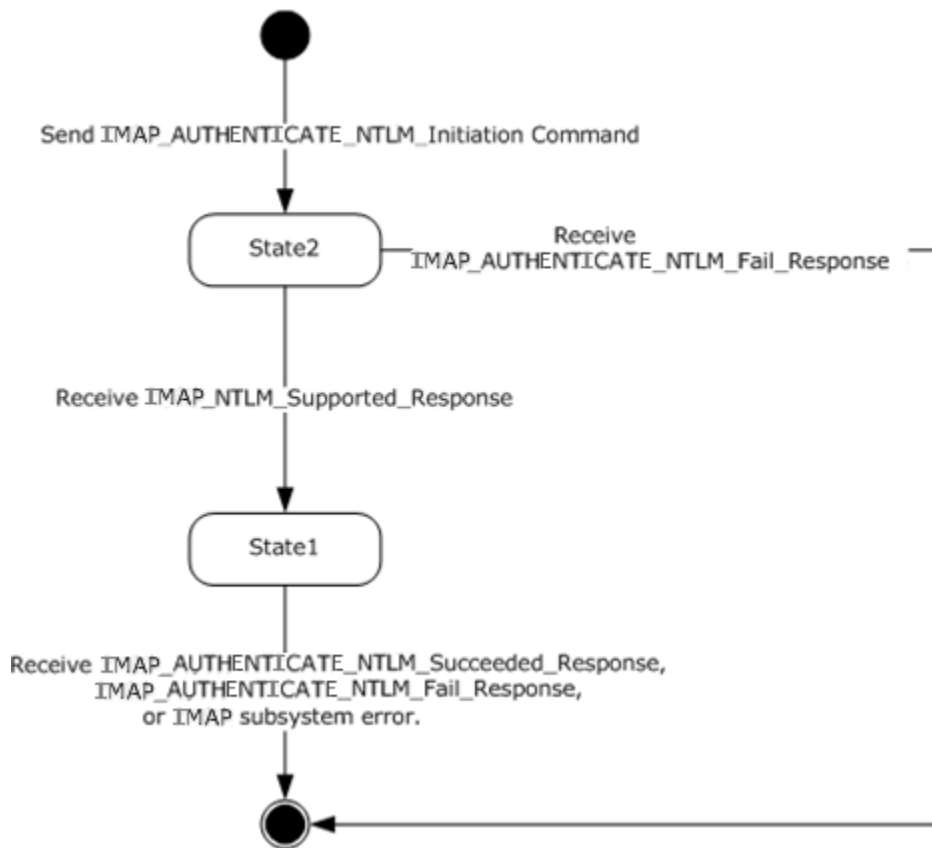 Send IMAP_AUTHENTICATE_NTLM_Initiation Command
State2
Receive
IMAP_AUTHENTICATE_NTLM_Fail_Response
Receive IMAP_NTLM_Supported_Response
State1
Receive IMAP_AUTHENTICATE_NTLM_Succeeded_Response,
IMAP_AUTHENTICATE_NTLM_Fail_Response,
or IMAP subsystem error.